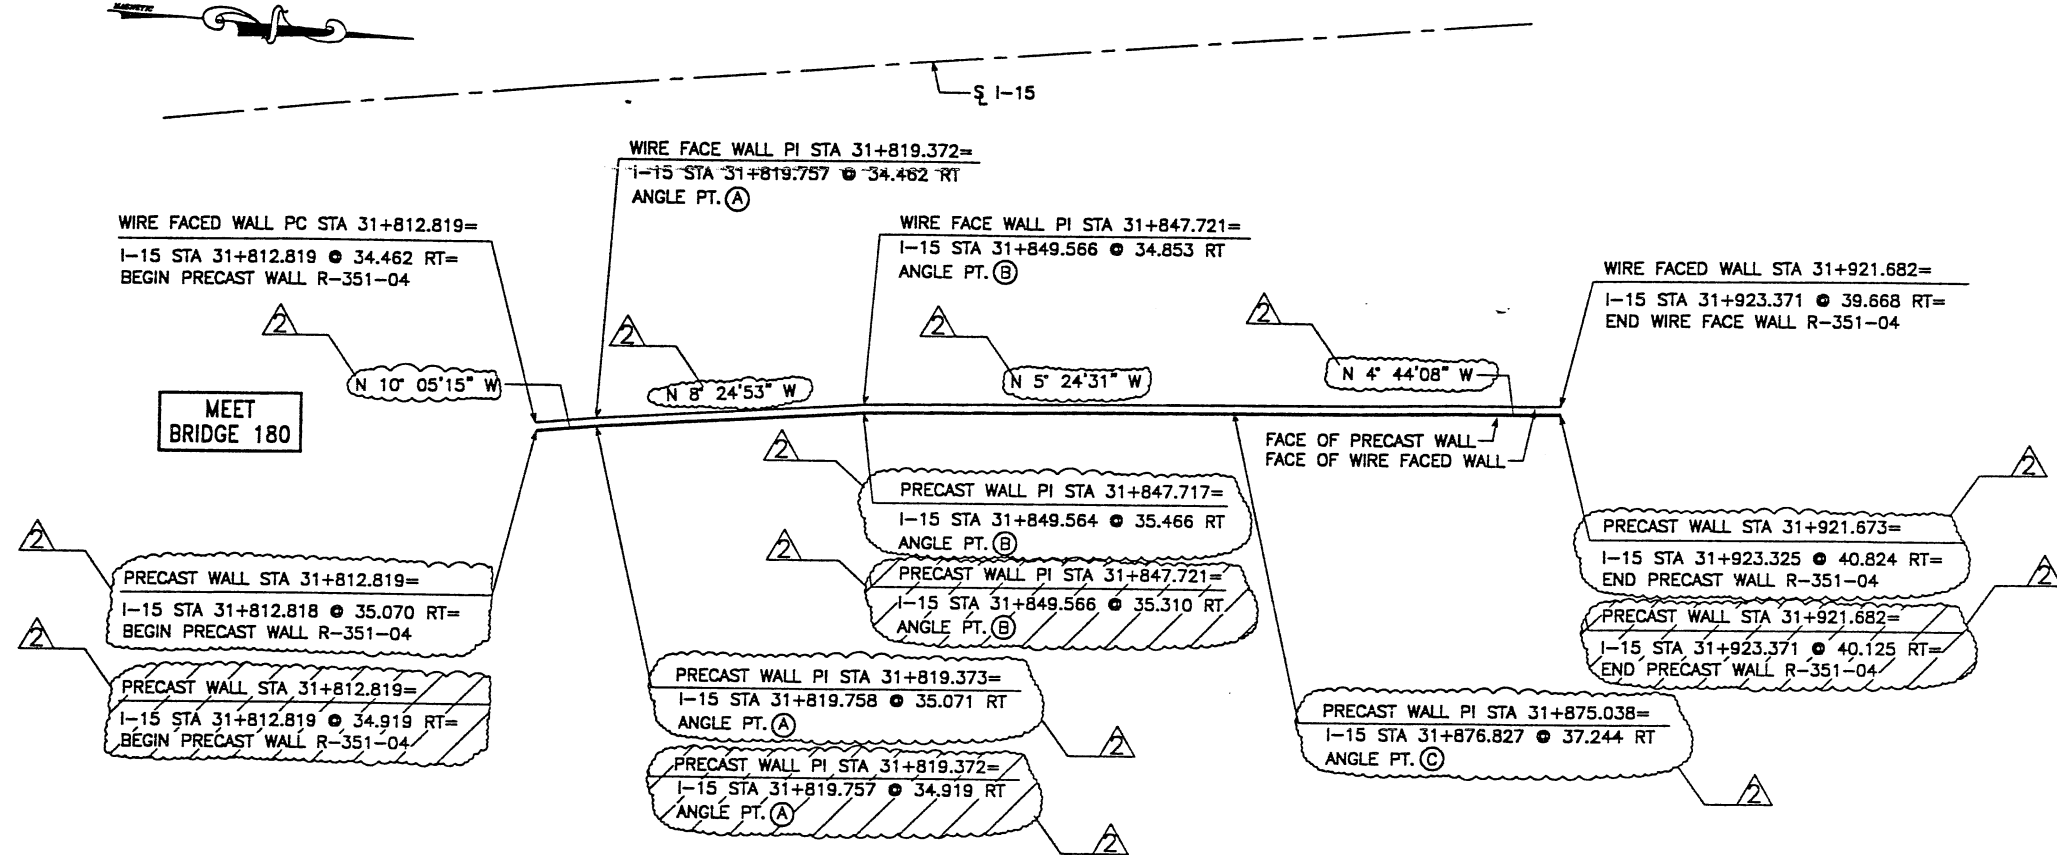 MAGNETIC
℄ I-15
WIRE FACE WALL PI STA 31+819.372=
I-15 STA 31+819.757 @ 34.462 RT
ANGLE PT. A
WIRE FACED WALL PC STA 31+812.819=
I-15 STA 31+812.819 @ 34.462 RT=
BEGIN PRECAST WALL R-351-04
WIRE FACE WALL PI STA 31+847.721=
I-15 STA 31+849.566 @ 34.853 RT
ANGLE PT. B
WIRE FACED WALL STA 31+921.682=
I-15 STA 31+923.371 @ 39.668 RT=
END WIRE FACE WALL R-351-04
2
2
2
2
N 10° 05'15" W
N 8° 24'53" W
N 5° 24'31" W
N 4° 44'08" W
MEET
BRIDGE 180
FACE OF PRECAST WALL
FACE OF WIRE FACED WALL
2
PRECAST WALL PI STA 31+847.717=
I-15 STA 31+849.564 @ 35.466 RT
ANGLE PT. B
2
PRECAST WALL PI STA 31+847.721=
I-15 STA 31+849.566 @ 35.310 RT
ANGLE PT. B
2
PRECAST WALL STA 31+921.673=
I-15 STA 31+923.325 @ 40.824 RT=
END PRECAST WALL R-351-04
2
PRECAST WALL STA 31+921.682=
I-15 STA 31+923.371 @ 40.125 RT=
END PRECAST WALL R-351-04
2
PRECAST WALL STA 31+812.819=
I-15 STA 31+812.818 @ 35.070 RT=
BEGIN PRECAST WALL R-351-04
2
PRECAST WALL STA 31+812.819=
I-15 STA 31+812.819 @ 34.919 RT=
BEGIN PRECAST WALL R-351-04
PRECAST WALL PI STA 31+819.373=
I-15 STA 31+819.758 @ 35.071 RT
ANGLE PT. A
2
PRECAST WALL PI STA 31+819.372=
I-15 STA 31+819.757 @ 34.919 RT
ANGLE PT. A
2
PRECAST WALL PI STA 31+875.038=
I-15 STA 31+876.827 @ 37.244 RT
ANGLE PT. C
2